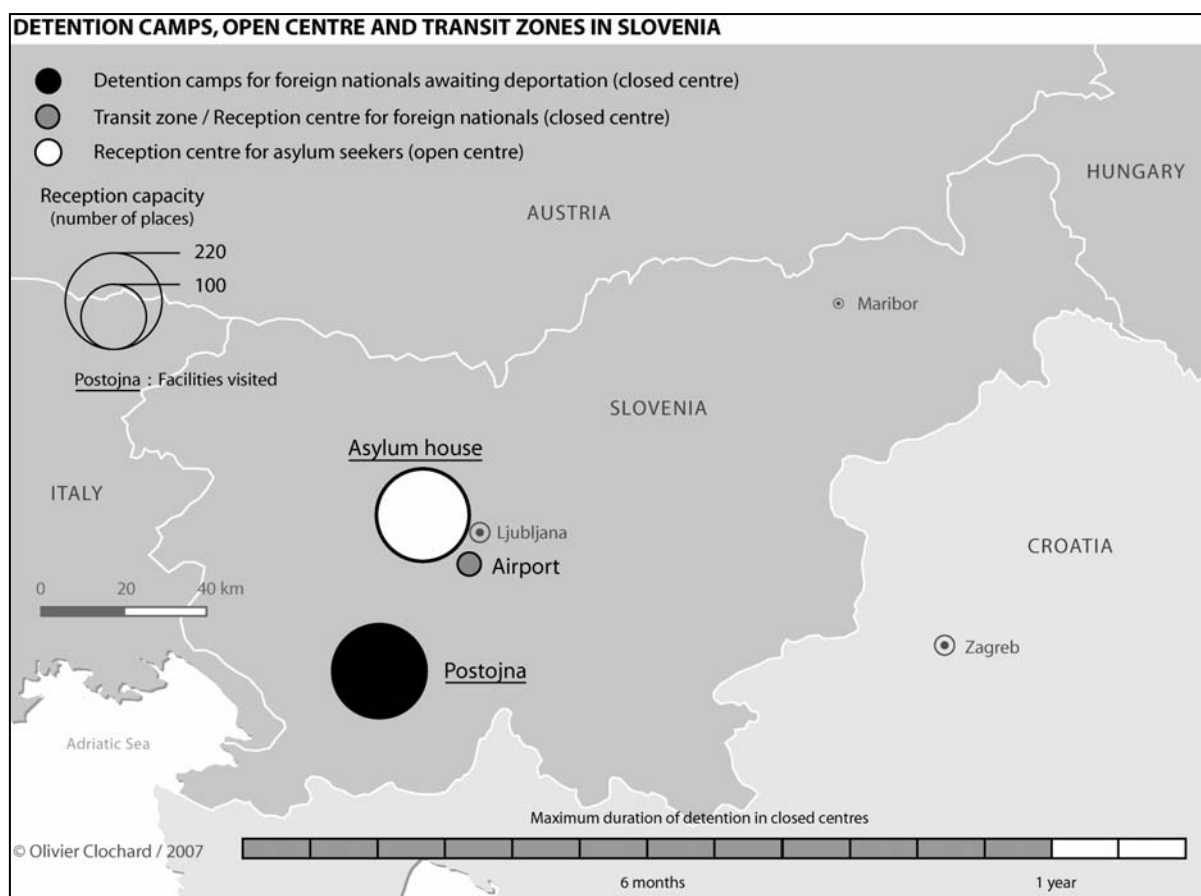 DETENTION CAMPS, OPEN CENTRE AND TRANSIT ZONES IN SLOVENIA
Detention camps for foreign nationals awaiting deportation (closed centre)
Transit zone / Reception centre for foreign nationals (closed centre)
Reception centre for asylum seekers (open centre)
HUNGARY
Reception capacity
(number of places)
AUSTRIA
220
100
Maribor
Postojna : Facilities visited
SLOVENIA
Asylum house
ITALY
Ljubljana
CROATIA
Airport
0 20 40 km
Zagreb
Postojna
Adriatic Sea
Maximum duration of detention in closed centres
© Olivier Clochard / 2007
6 months
1 year